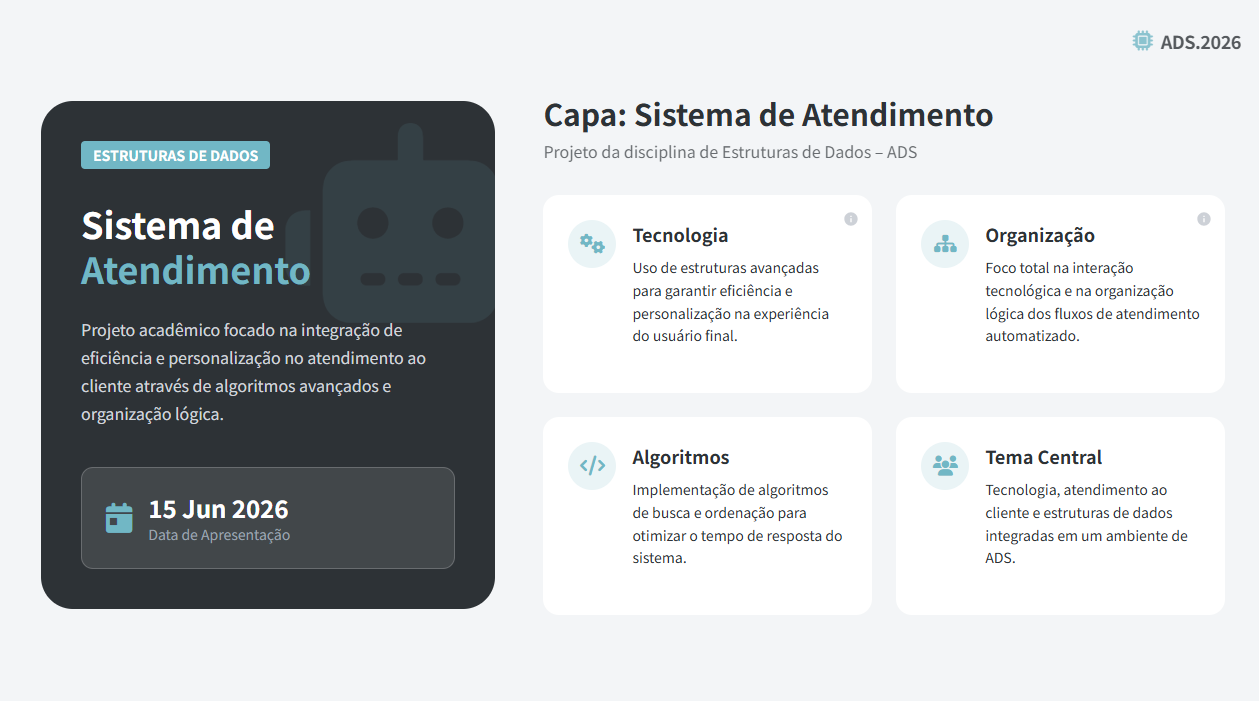 ADS.2026
ESTRUTURAS DE DADOS
Sistema de
Atendimento
Projeto acadêmico focado na integração de
eficiência e personalização no atendimento ao
cliente através de algoritmos avançados e
organização lógica.
15 Jun 2026
Data de Apresentação
Capa: Sistema de Atendimento
Projeto da disciplina de Estruturas de Dados – ADS
Tecnologia
Uso de estruturas avançadas
para garantir eficiência e
personalização na experiência
do usuário final.
Organização
Foco total na interação
tecnológica e na organização
lógica dos fluxos de atendimento
automatizado.
Algoritmos
Implementação de algoritmos
de busca e ordenação para
otimizar o tempo de resposta do
sistema.
Tema Central
Tecnologia, atendimento ao
cliente e estruturas de dados
integradas em um ambiente de
ADS.